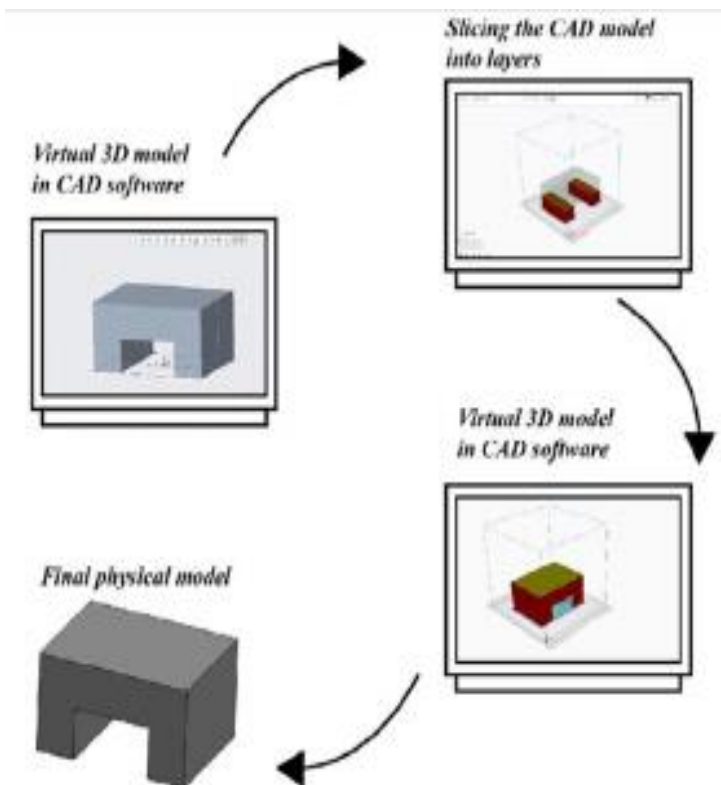 Slicing the CAD model
into layers
Virtual 3D model
in CAD software
Virtual 3D model
in CAD software
Final physical model